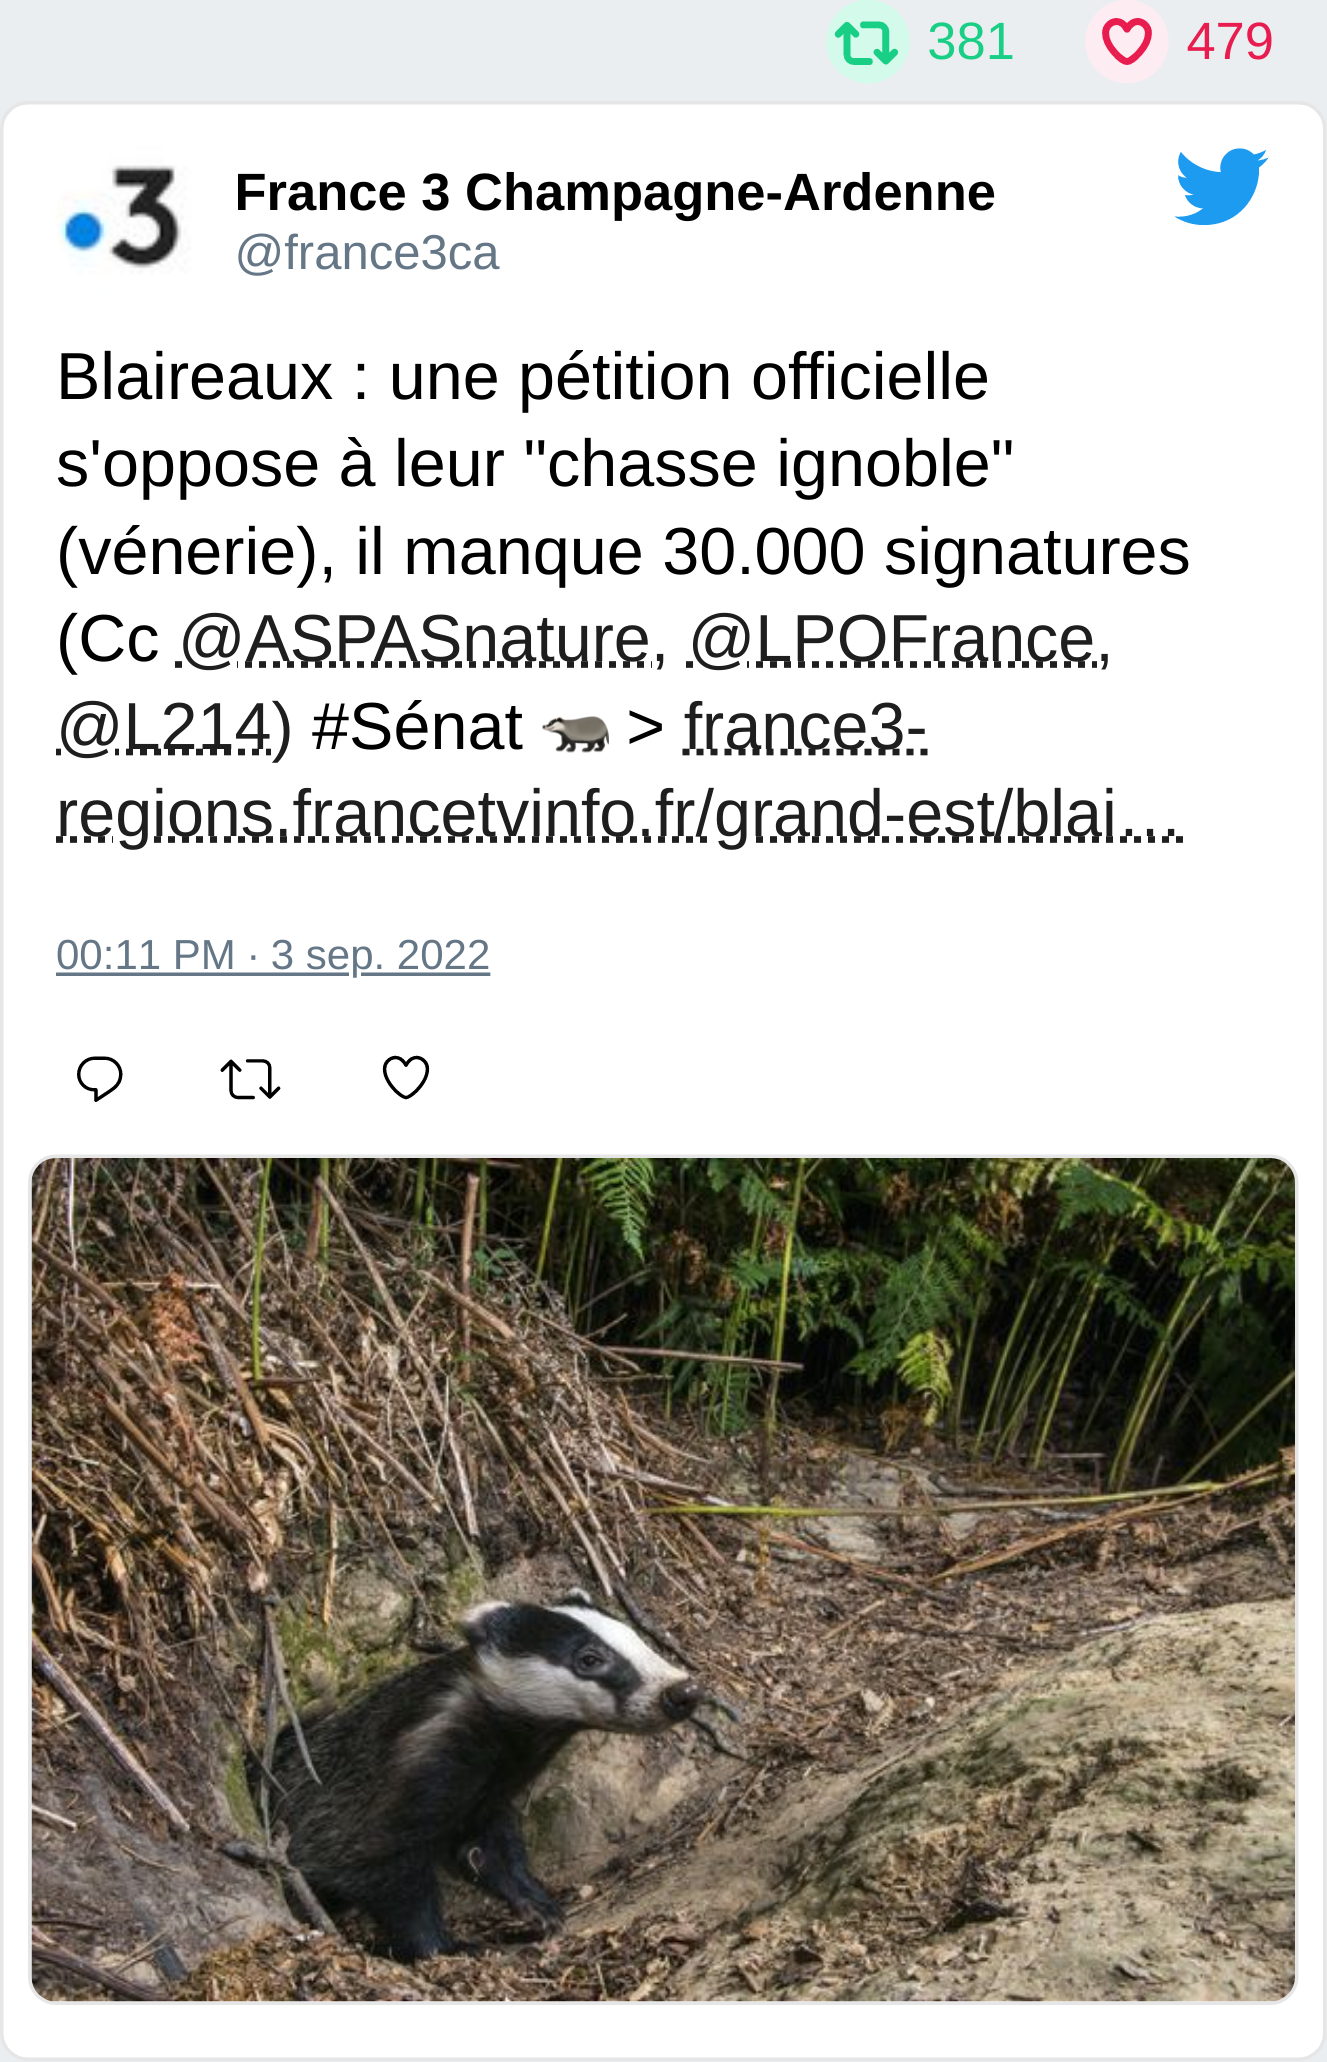 381 479
3 France 3 Champagne-Ardenne
@france3ca
Blaireaux : une pétition officielle
s'oppose à leur "chasse ignoble"
(vénerie), il manque 30.000 signatures
(Cc @ASPASnature, @LPOFrance,
@L214) #Sénat 🦡 > france3-
regions.francetvinfo.fr/grand-est/blai…
00:11 PM · 3 sep. 2022